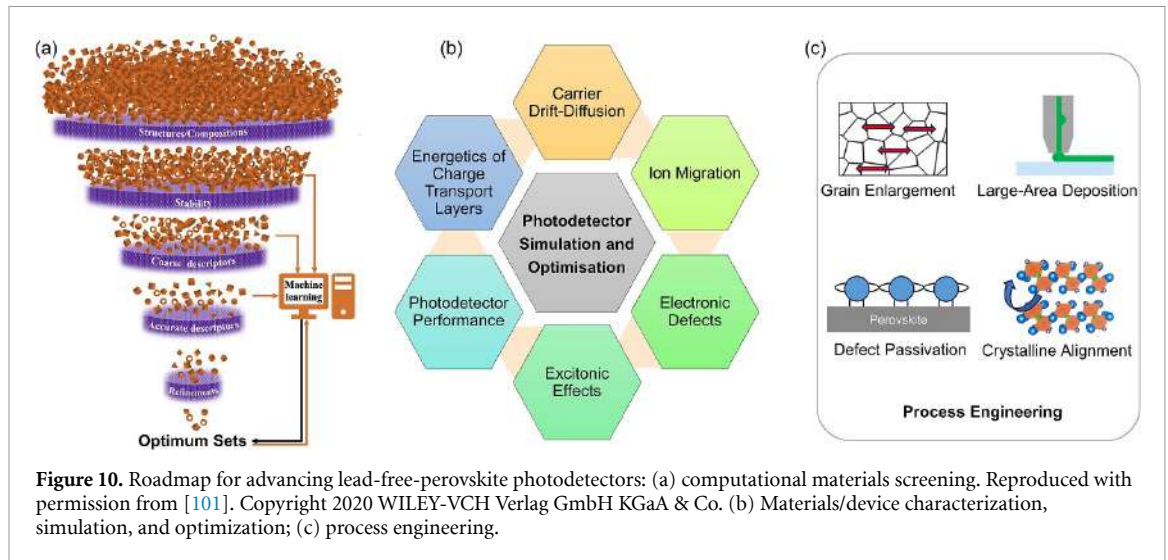 (a)
Structures/Compositions
Stability
Coarse descriptors
Accurate descriptors
Refinements
Machine
learning
Optimum Sets
(b)
Carrier
Drift-Diffusion
Energetics of
Charge
Transport
Layers
Ion Migration
Photodetector
Simulation and
Optimisation
Photodetector
Performance
Electronic
Defects
Excitonic
Effects
(c)
Grain Enlargement
Large-Area Deposition
Perovskite
Defect Passivation
Crystalline Alignment
Process Engineering
Figure 10. Roadmap for advancing lead-free-perovskite photodetectors: (a) computational materials screening. Reproduced with
permission from [101]. Copyright 2020 WILEY-VCH Verlag GmbH KGaA & Co. (b) Materials/device characterization,
simulation, and optimization; (c) process engineering.